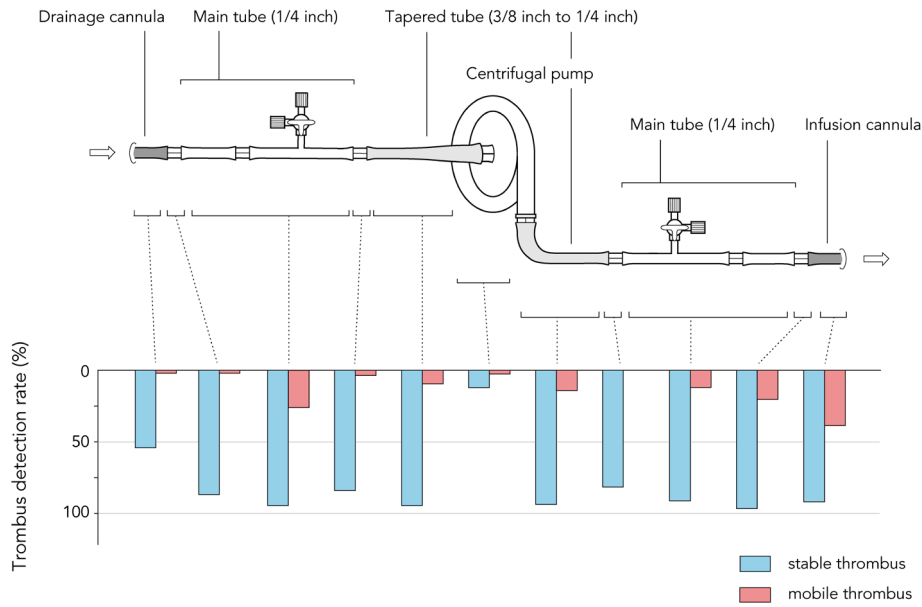 Drainage cannula
Main tube (1/4 inch)
Tapered tube (3/8 inch to 1/4 inch)
Centrifugal pump
Main tube (1/4 inch)
Infusion cannula
Trombus detection rate (%)
0
50
100
stable thrombus
mobile thrombus